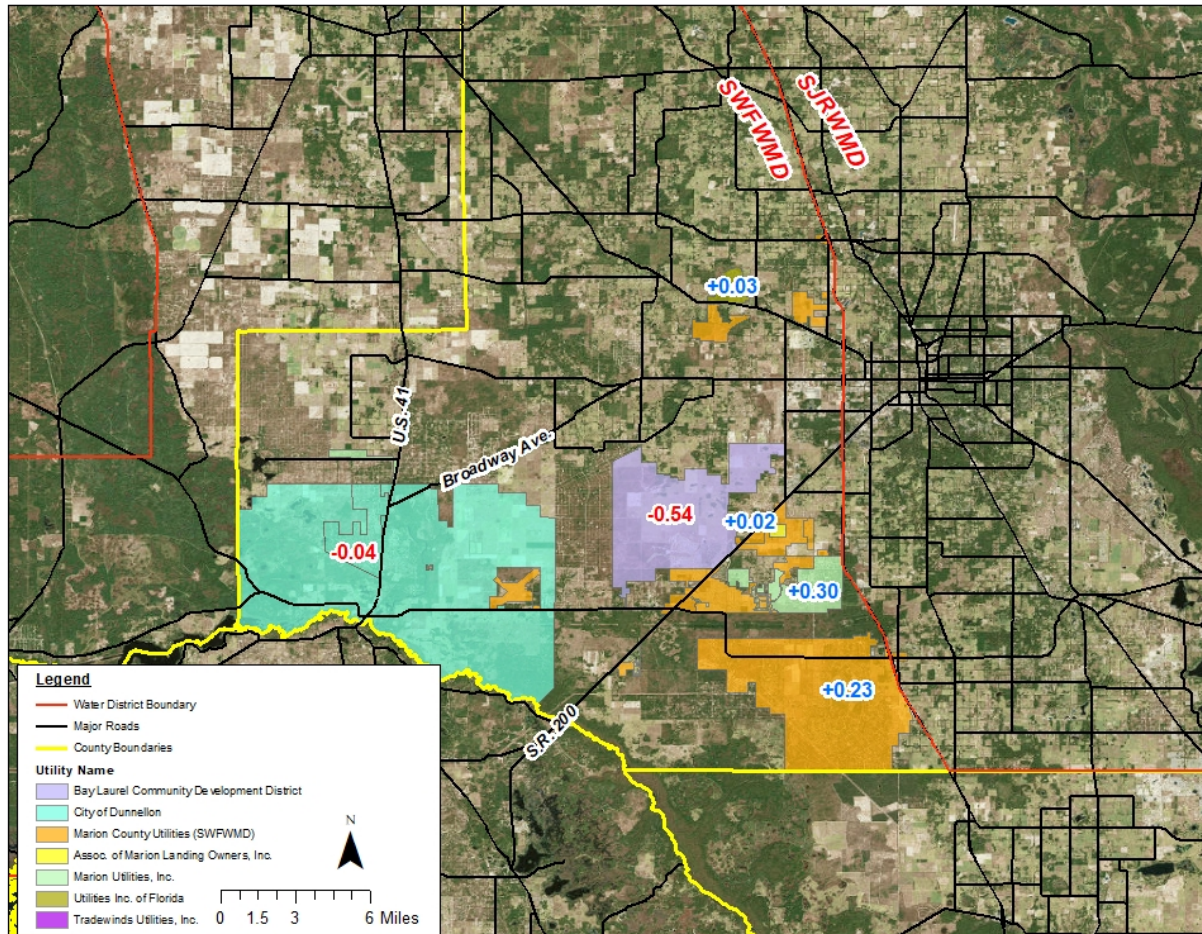 SWFWMD
SJRWMD
+0.03
U.S. 41
Broadway Ave.
-0.54
+0.02
-0.04
+0.30
+0.23
S.R. 200
Legend
Water District Boundary
Major Roads
County Boundaries
Utility Name
Bay Laurel Community Development District
City of Dunnellon
Marion County Utilities (SWFWMD)
Assoc. of Marion Landing Owners, Inc.
Marion Utilities, Inc.
Utilities Inc. of Florida
Tradewinds Utilities, Inc.
N
0 1.5 3 6 Miles